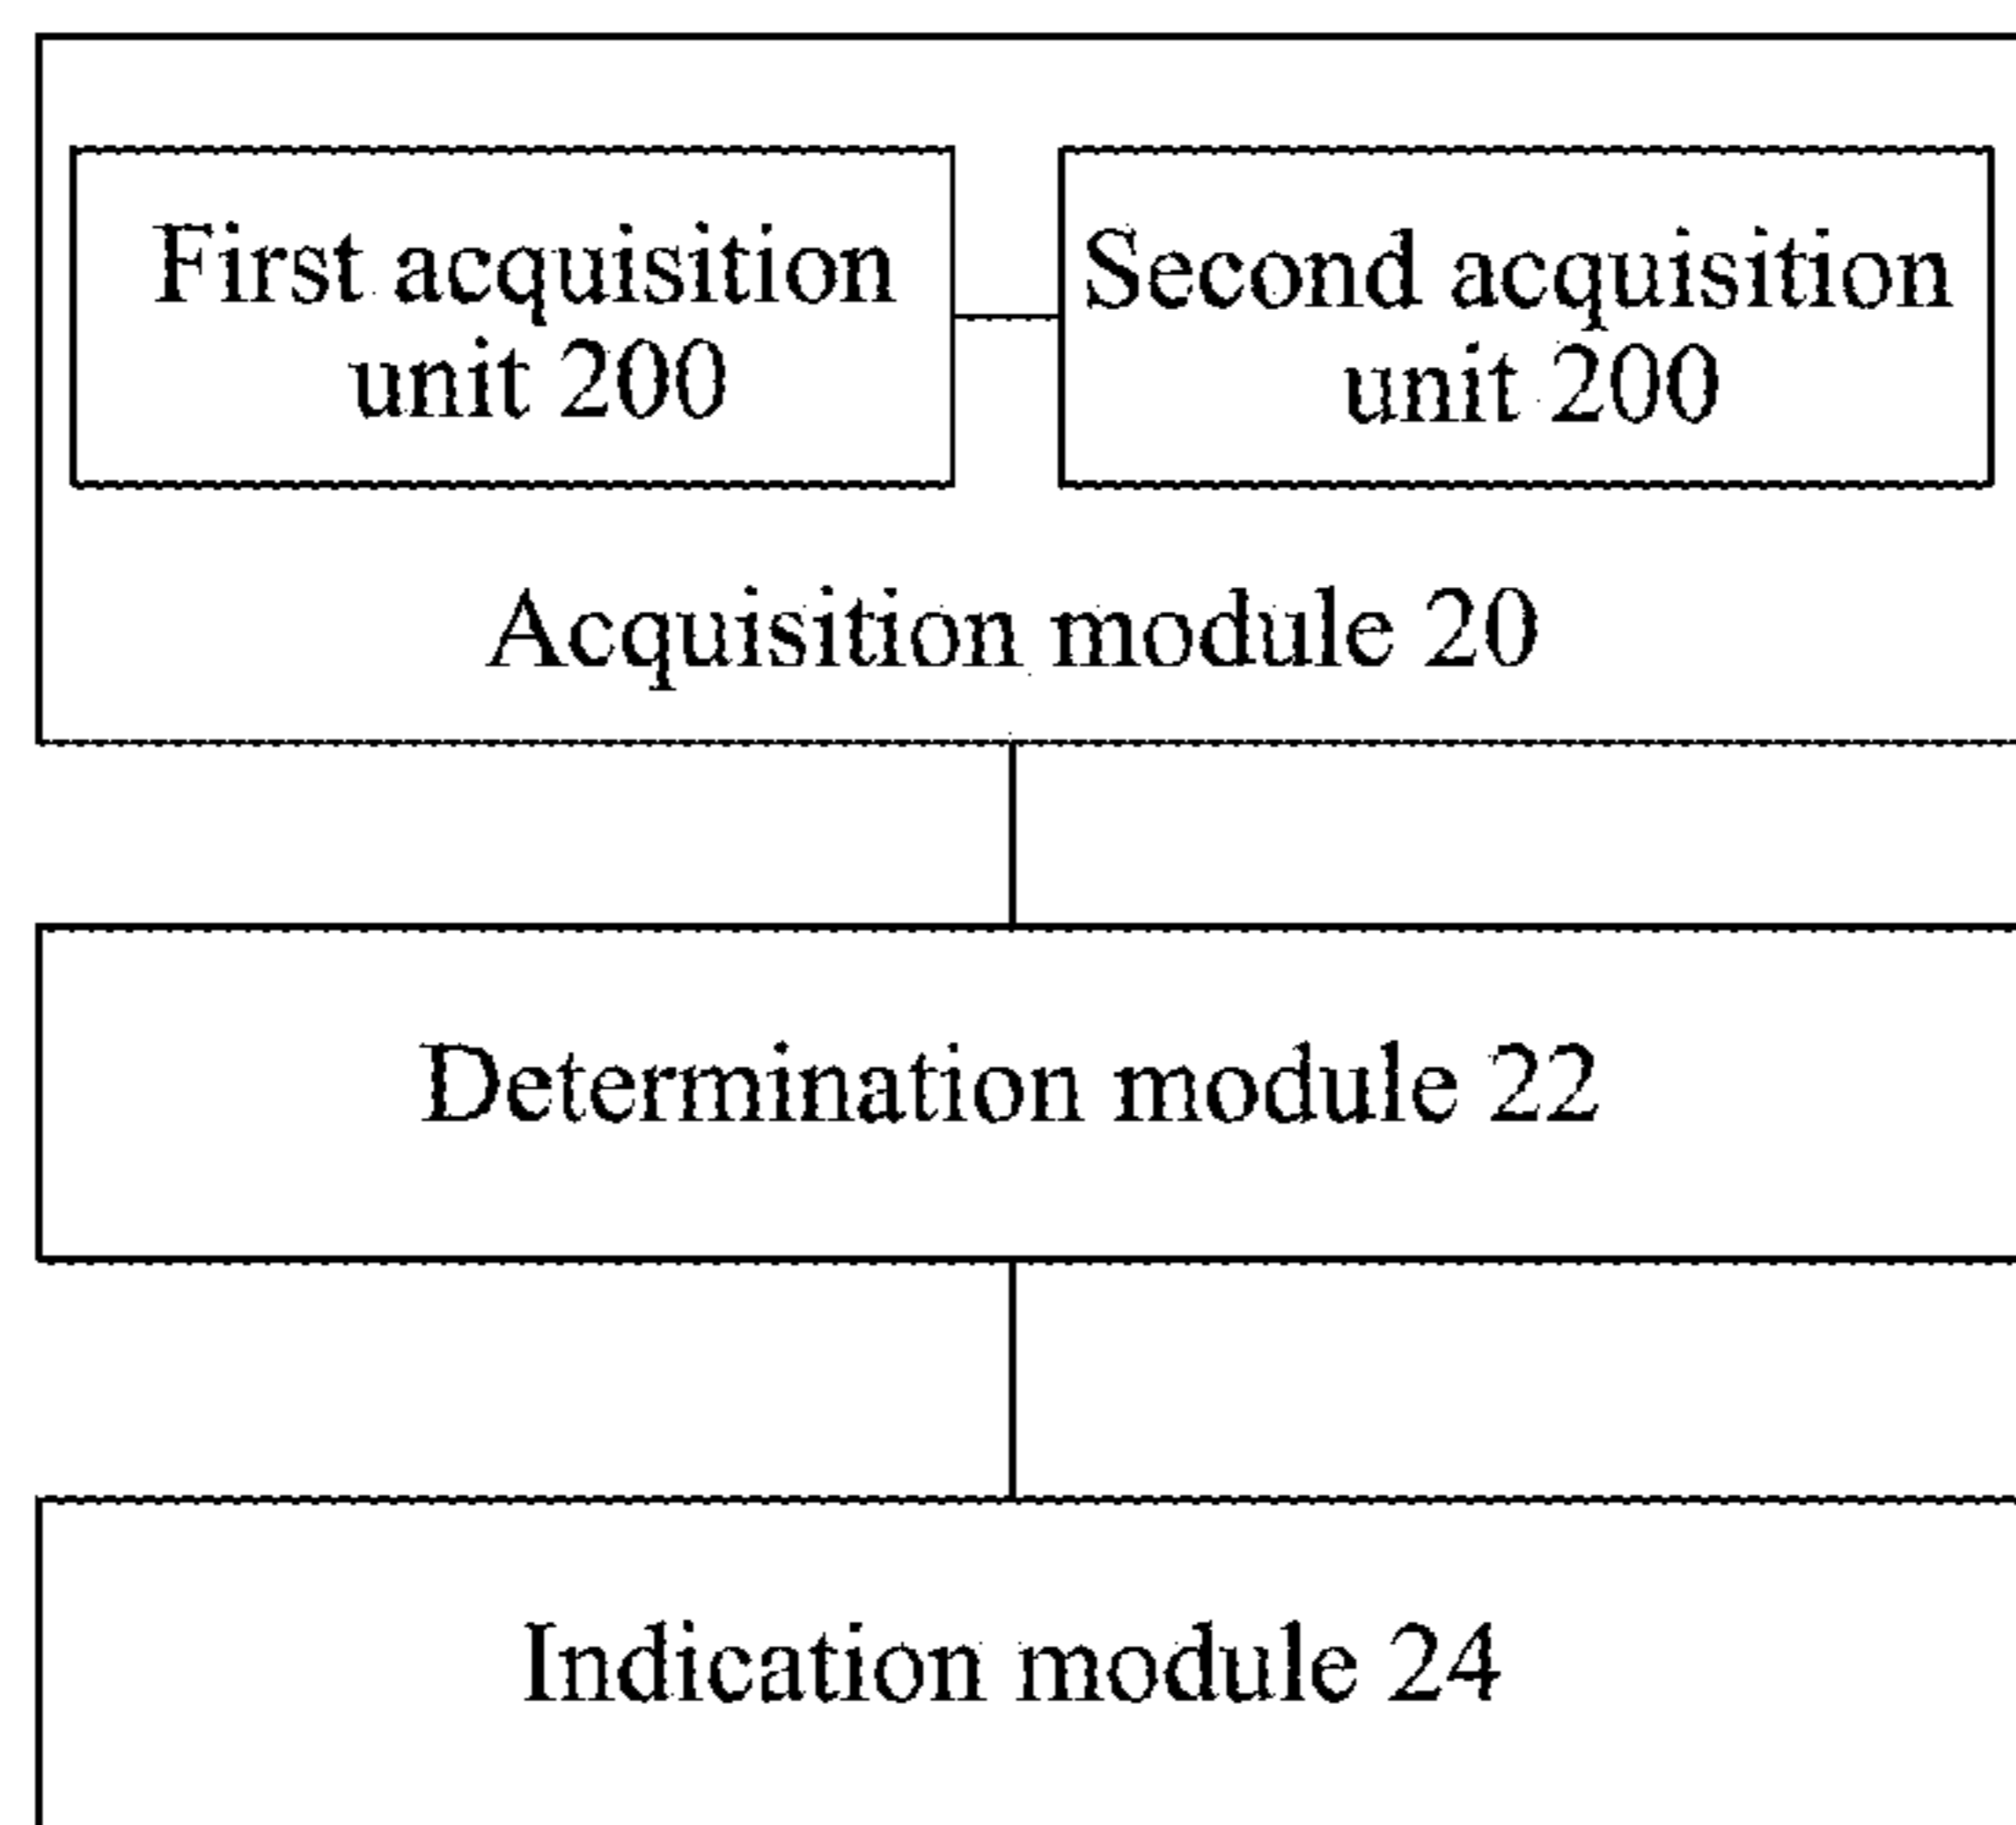 First acquisition
unit 200
Second acquisition
unit 200
Acquisition module 20
Determination module 22
Indication module 24